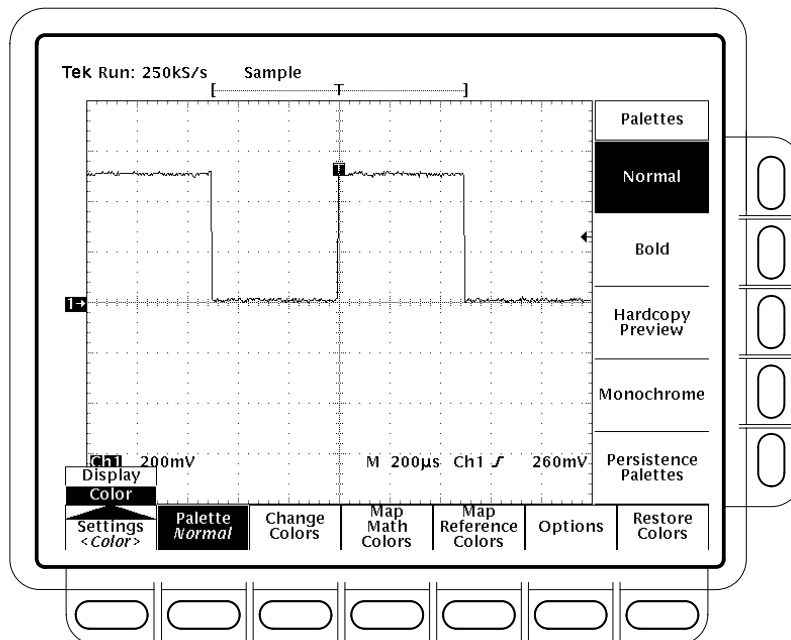 Tek Run: 250kS/s Sample
T
Palettes
T
Normal
Bold
1→
Hardcopy
Preview
Monochrome
Ch1 200mV M 200µs Ch1 260mV
Persistence
Palettes
Display
Color
Settings
<Color>
Palette
Normal
Change
Colors
Map
Math
Colors
Map
Reference
Colors
Options
Restore
Colors